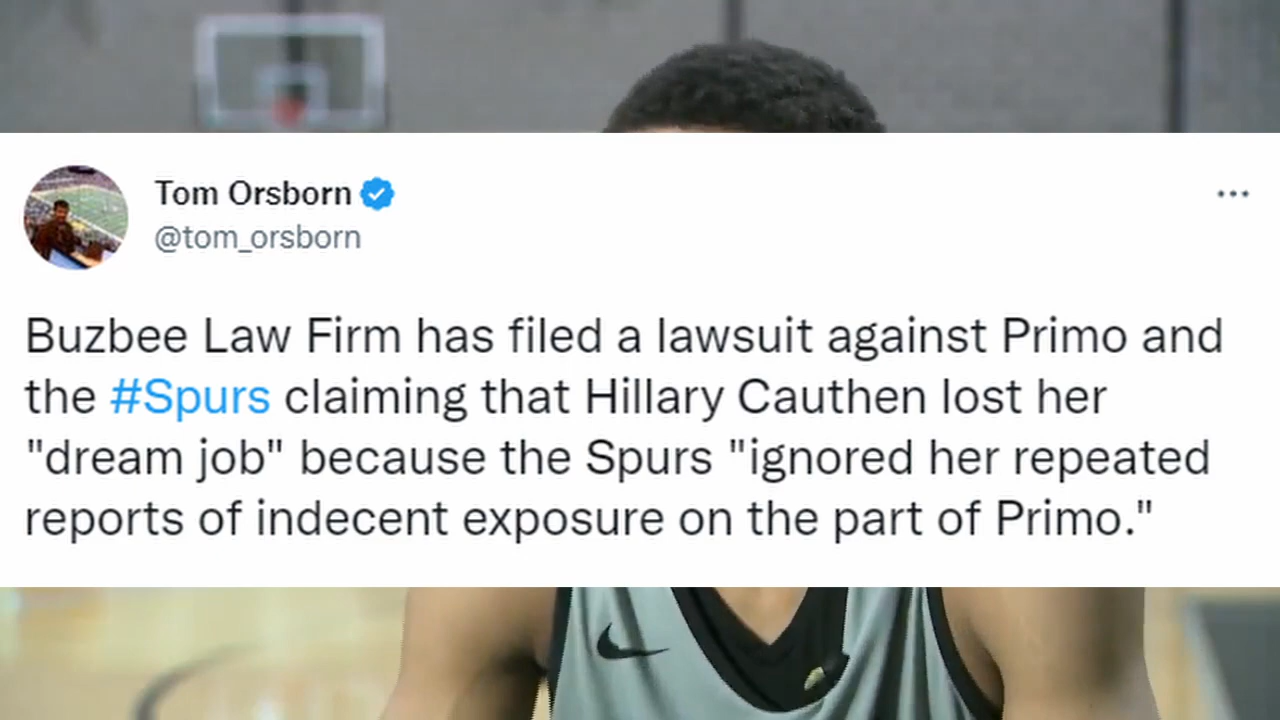 Tom Orsborn
@tom_orsborn
Buzbee Law Firm has filed a lawsuit against Primo and
the #Spurs claiming that Hillary Cauthen lost her
"dream job" because the Spurs "ignored her repeated
reports of indecent exposure on the part of Primo."